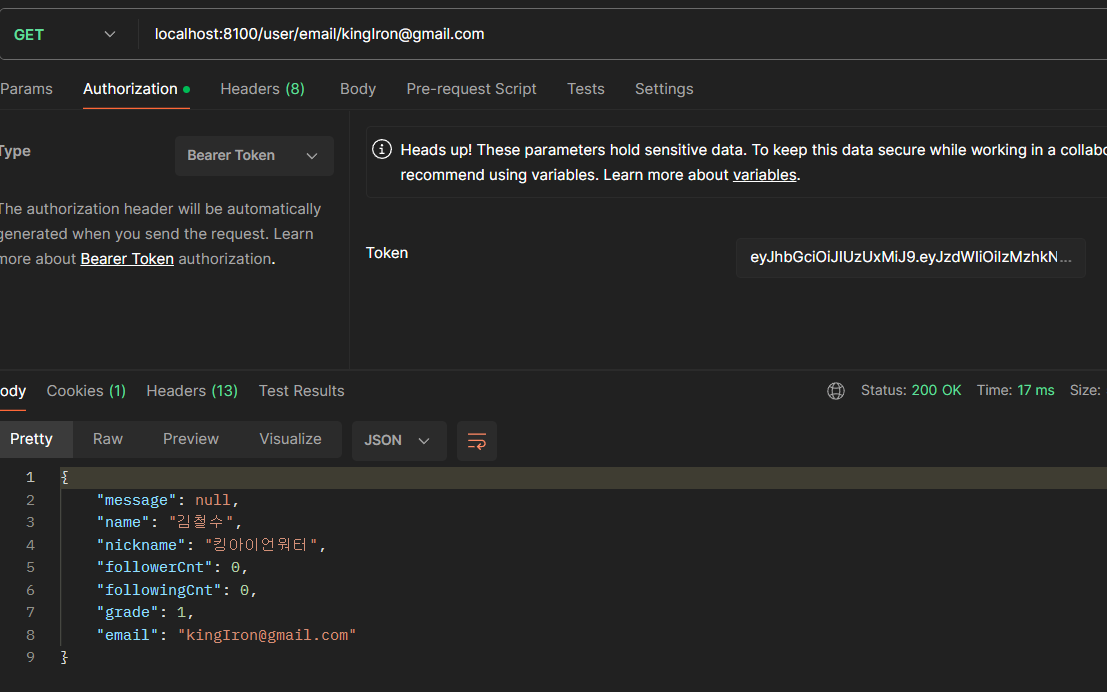 GET localhost:8100/user/email/kingIron@gmail.com
Params Authorization Headers (8) Body Pre-request Script Tests Settings
Type Bearer Token
The authorization header will be automatically
generated when you send the request. Learn
more about Bearer Token authorization.
Heads up! These parameters hold sensitive data. To keep this data secure while working in a collabo
recommend using variables. Learn more about variables.
Token eyJhbGciOiJIUzUxMiJ9.eyJzdWIiOiIzMzhkN...
ody Cookies (1) Headers (13) Test Results Status: 200 OK Time: 17 ms Size:
Pretty Raw Preview Visualize JSON
1 {
2 "message": null,
3 "name": "김철수",
4 "nickname": "킹아이언워터",
5 "followerCnt": 0,
6 "followingCnt": 0,
7 "grade": 1,
8 "email": "kingIron@gmail.com"
9 }